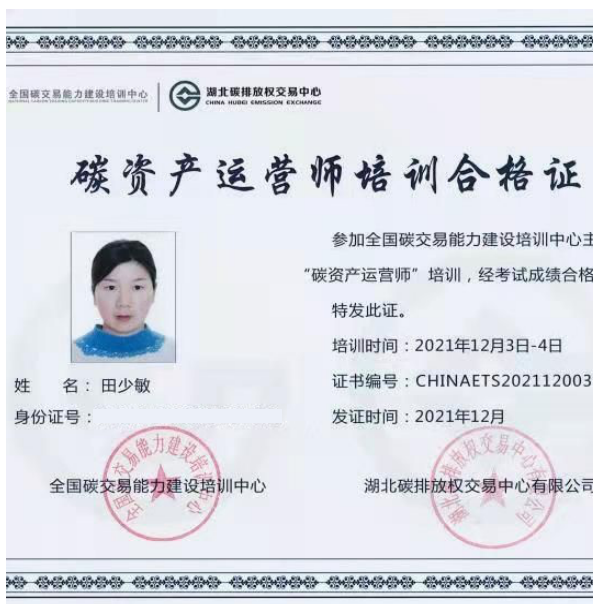 全国碳交易能力建设培训中心
湖北碳排放权交易中心
CHINA HUBEI EMISSION EXCHANGE
碳资产运营师培训合格证
参加全国碳交易能力建设培训中心主
“碳资产运营师”培训，经考试成绩合格
特发此证。
培训时间：2021年12月3日-4日
姓 名：田少敏
证书编号：CHINAETS202112003
身份证号：
发证时间：2021年12月
全国碳交易能力建设培训中心
湖北碳排放权交易中心有限公司